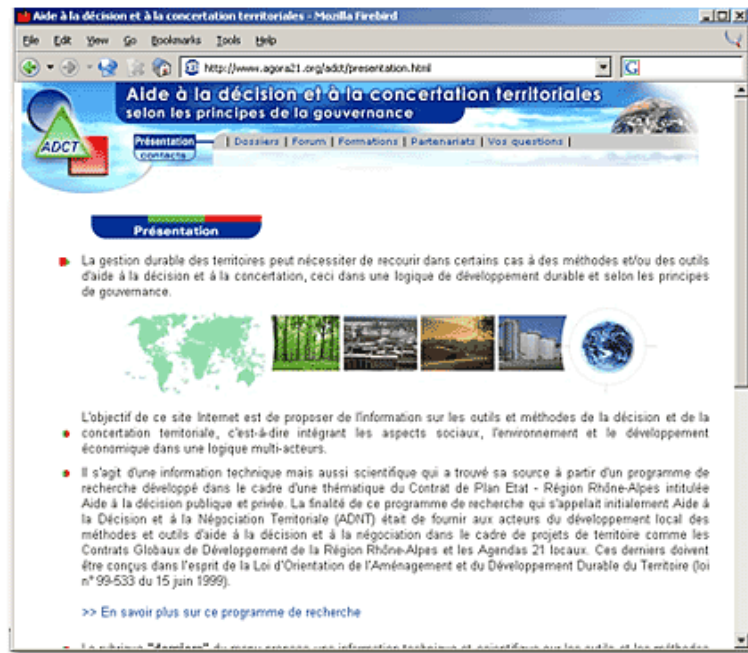 Aide à la décision et à la concertation territoriales - Mozilla Firebird
File Edit View Go Bookmarks Tools Help
http://www.agora21.org/adct/presentation.html
G
Aide à la décision et à la concertation territoriales
selon les principes de la gouvernance
ADCT
Présentation | Dossiers | Forum | Formations | Partenariats | Vos questions |
contacts
Présentation
La gestion durable des territoires peut nécessiter de recourir dans certains cas à des méthodes et/ou des outils
d'aide à la décision et à la concertation, ceci dans une logique de développement durable et selon les principes
de gouvernance.
L'objectif de ce site Internet est de proposer de l'information sur les outils et méthodes de la décision et de la
concertation territoriale, c'est-à-dire intégrant les aspects sociaux, l'environnement et le développement
économique dans une logique multi-acteurs.
Il s'agit d'une information technique mais aussi scientifique qui a trouvé sa source à partir d'un programme de
recherche développé dans le cadre d'une thématique du Contrat de Plan Etat - Région Rhône-Alpes intitulée
Aide à la décision publique et privée. La finalité de ce programme de recherche qui s'appelait initialement Aide à
la Décision et à la Négociation Territoriale (ADNT) était de fournir aux acteurs du développement local des
méthodes et outils d'aide à la décision et à la négociation dans le cadre de projets de territoire comme les
Contrats Globaux de Développement de la Région Rhône-Alpes et les Agendas 21 locaux. Ces derniers doivent
être conçus dans l'esprit de la Loi d'Orientation de l'Aménagement et du Développement Durable du Territoire (loi
n° 99-533 du 15 juin 1999).
>> En savoir plus sur ce programme de recherche